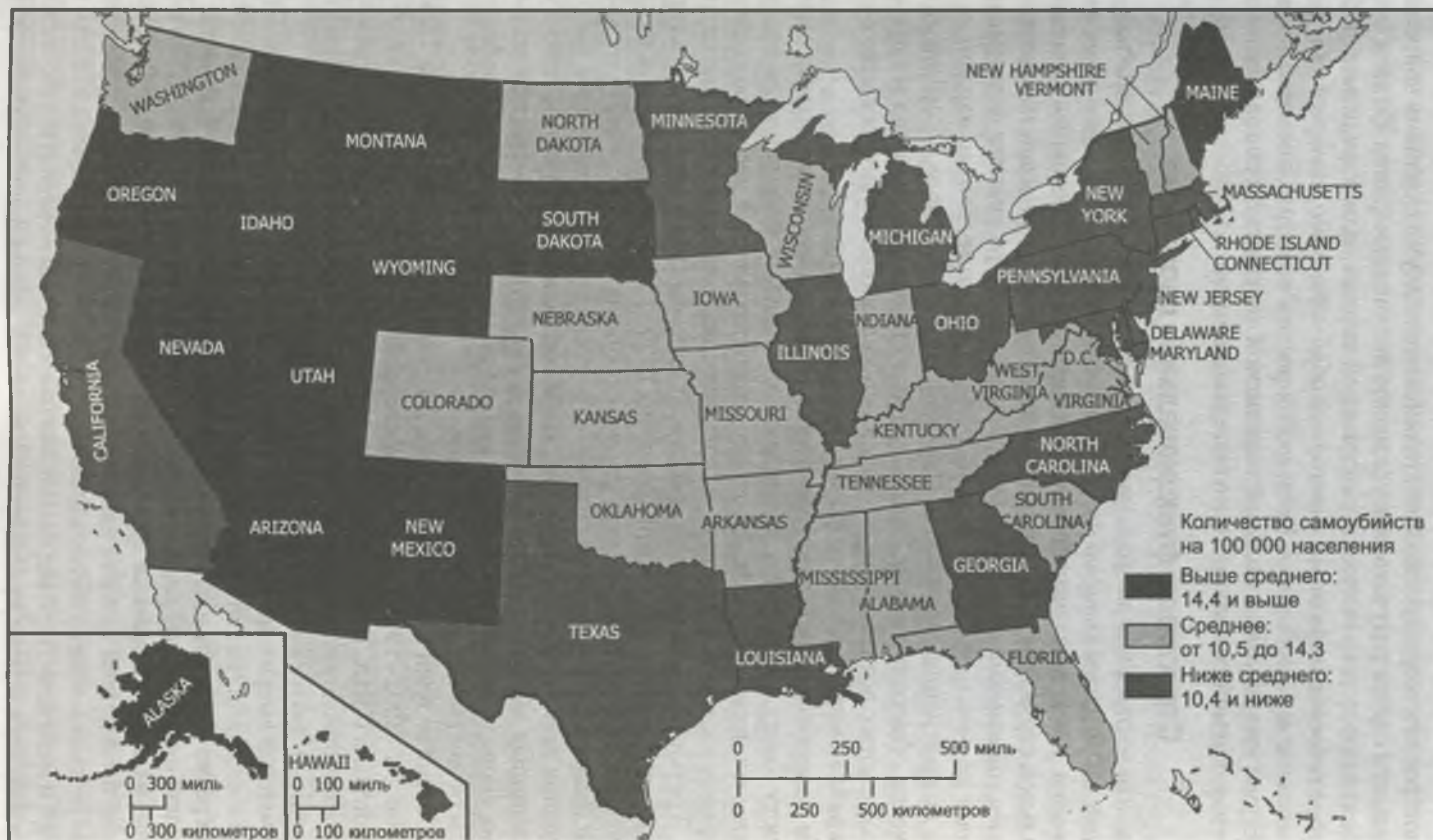 WASHINGTON
MONTANA
NORTH
DAKOTA
MINNESOTA
NEW HAMPSHIRE
VERMONT
MAINE
OREGON
IDAHO
SOUTH
DAKOTA
WYOMING
WISCONSIN
MICHIGAN
NEW
YORK
MASSACHUSETTS
RHODE ISLAND
CONNECTICUT
PENNSYLVANIA
NEW JERSEY
DELAWARE
MARYLAND
NEVADA
UTAH
CALIFORNIA
COLORADO
NEBRASKA
IOWA
ILLINOIS
NDIANA
OHIO
D.C.
WEST
VIRGINIA
VIRGINIA
KANSAS
MISSOURI
KENTUCKY
NORTH
CAROLINA
TENNESSEE
SOUTH
CAROLINA
ARIZONA
NEW
MEXICO
OKLAHOMA
ARKANSAS
GEORGIA
MISSISSIPPI
ALABAMA
TEXAS
LOUISIANA
FLORIDA
ALASKA
HAWAII
Количество самоубийств
на 100 000 населения
Выше среднего:
14,4 и выше
Среднее:
от 10,5 до 14,3
Ниже среднего:
10,4 и ниже
0 300 миль
0 300 километров
0 100 миль
0 100 километров
0 250 500 миль
0 250 500 километров